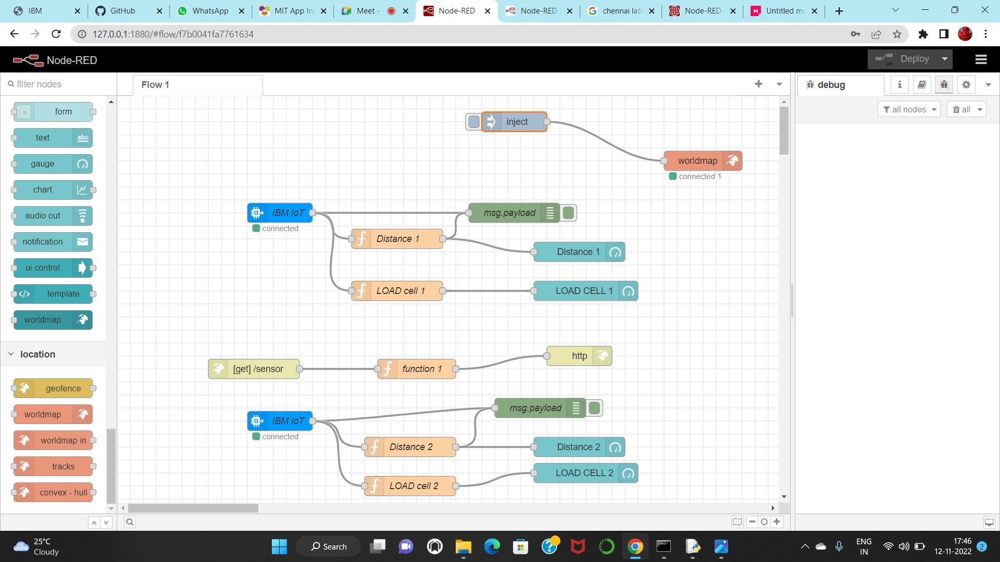 IBM
GitHub
WhatsApp
MIT App In
Meet -
Node-RED
Node-RED
chennai lati
Node-RED
Untitled mu
127.0.0.1:1880/#flow/f7b0041fa7761634
Node-RED
Deploy
filter nodes
Flow 1
debug
all nodes
all
form
text
abc
gauge
chart
audio out
notification
ui control
template
worldmap
location
geofence
worldmap
worldmap in
tracks
convex - hull
inject
worldmap
connected 1
IBM IoT
connected
msg.payload
Distance 1
Distance 1
LOAD cell 1
LOAD CELL 1
[get] /sensor
function 1
http
IBM IoT
connected
msg.payload
Distance 2
Distance 2
LOAD cell 2
LOAD CELL 2
25°C
Cloudy
Search
ENG
IN
17:46
12-11-2022
2